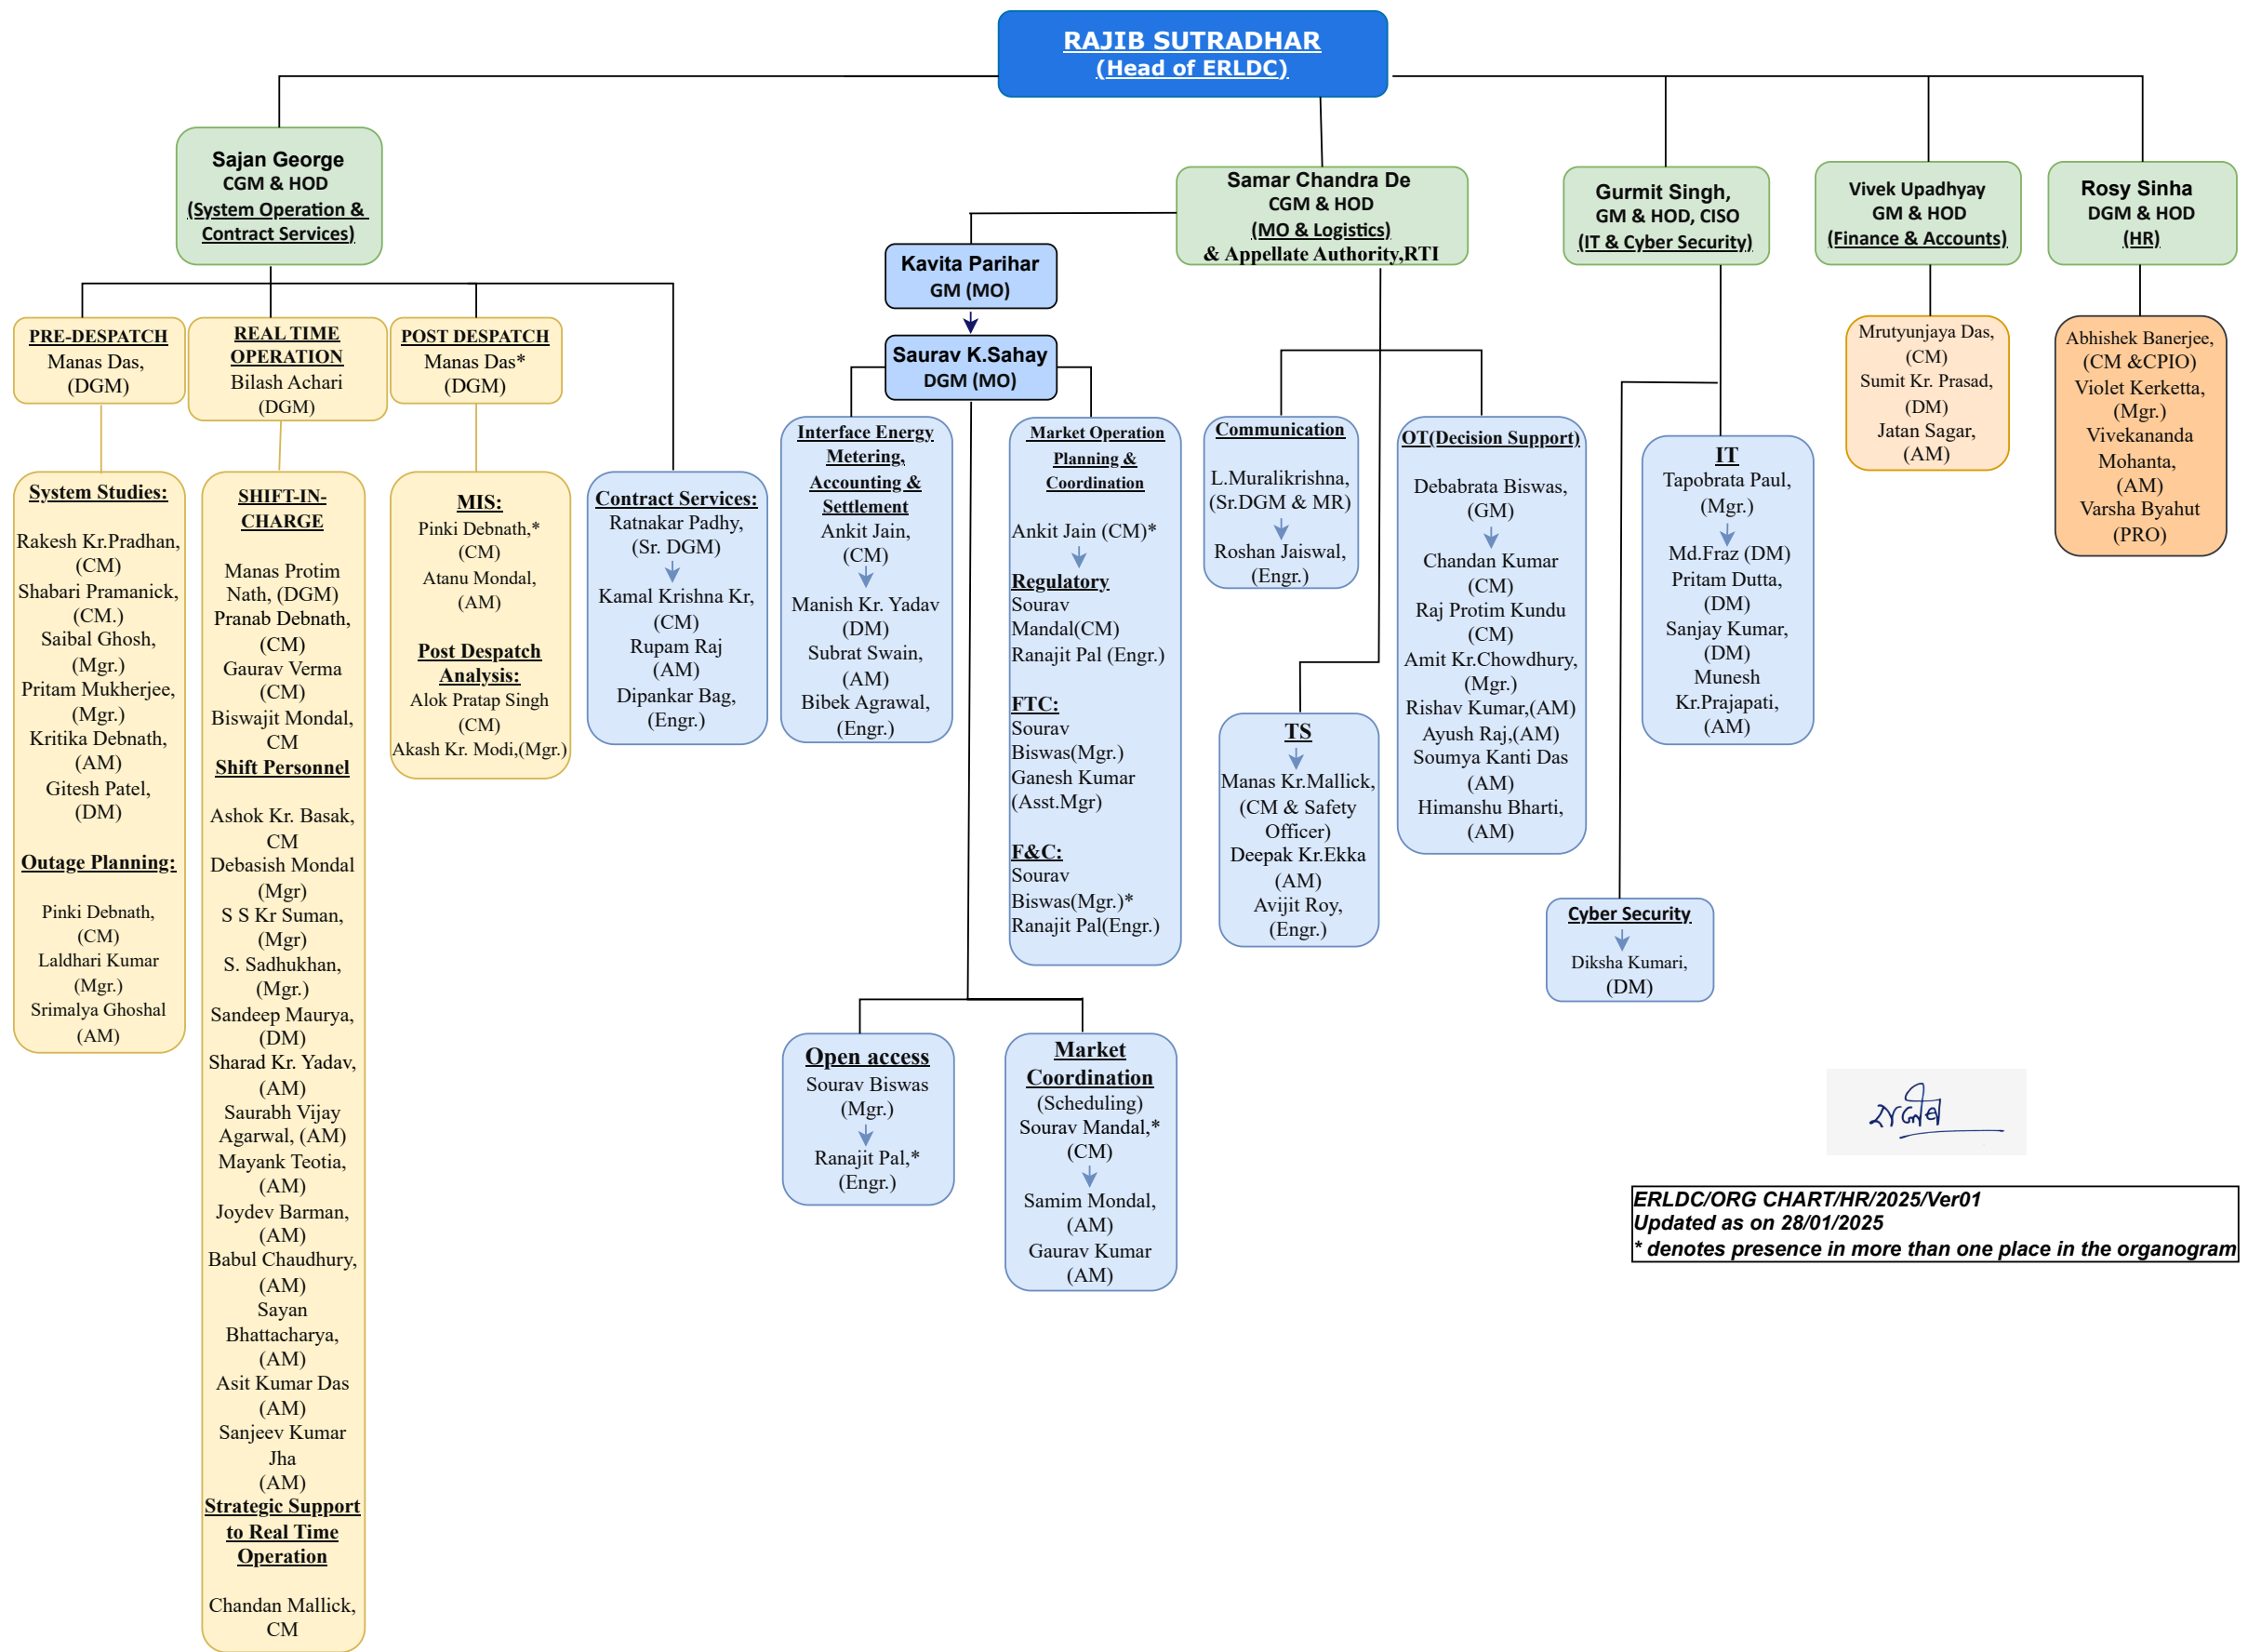 RAJIB SUTRADHAR
(Head of ERLDC)
Sajan George
CGM & HOD
(System Operation &
Contract Services)
Samar Chandra De
CGM & HOD
(MO & Logistics)
& Appellate Authority,RTI
Gurmit Singh,
GM & HOD, CISO
(IT & Cyber Security)
Vivek Upadhyay
GM & HOD
(Finance & Accounts)
Rosy Sinha
DGM & HOD
(HR)
Kavita Parihar
GM (MO)
Saurav K.Sahay
DGM (MO)
PRE-DESPATCH
Manas Das,
(DGM)
REAL TIME
OPERATION
Bilash Achari
(DGM)
POST DESPATCH
Manas Das*
(DGM)
Mrutyunjaya Das,
(CM)
Sumit Kr. Prasad,
(DM)
Jatan Sagar,
(AM)
Abhishek Banerjee,
(CM &CPIO)
Violet Kerketta,
(Mgr.)
Vivekananda
Mohanta,
(AM)
Varsha Byahut
(PRO)
System Studies:
Rakesh Kr.Pradhan,
(CM)
Shabari Pramanick,
(CM.)
Saibal Ghosh,
(Mgr.)
Pritam Mukherjee,
(Mgr.)
Kritika Debnath,
(AM)
Gitesh Patel,
(DM)
Outage Planning:
Pinki Debnath,
(CM)
Laldhari Kumar
(Mgr.)
Srimalya Ghoshal
(AM)
SHIFT-IN-
CHARGE
Manas Protim
Nath, (DGM)
Pranab Debnath,
(CM)
Gaurav Verma
(CM)
Biswajit Mondal,
CM
Shift Personnel
Ashok Kr. Basak,
CM
Debasish Mondal
(Mgr)
S S Kr Suman,
(Mgr)
S. Sadhukhan,
(Mgr.)
Sandeep Maurya,
(DM)
Sharad Kr. Yadav,
(AM)
Saurabh Vijay
Agarwal, (AM)
Mayank Teotia,
(AM)
Joydev Barman,
(AM)
Babul Chaudhury,
(AM)
Sayan
Bhattacharya,
(AM)
Asit Kumar Das
(AM)
Sanjeev Kumar
Jha
(AM)
Strategic Support
to Real Time
Operation
Chandan Mallick,
CM
MIS:
Pinki Debnath,*
(CM)
Atanu Mondal,
(AM)
Post Despatch
Analysis:
Alok Pratap Singh
(CM)
Akash Kr. Modi,(Mgr.)
Contract Services:
Ratnakar Padhy,
(Sr. DGM)
Kamal Krishna Kr,
(CM)
Rupam Raj
(AM)
Dipankar Bag,
(Engr.)
Interface Energy
Metering,
Accounting &
Settlement
Ankit Jain,
(CM)
Manish Kr. Yadav
(DM)
Subrat Swain,
(AM)
Bibek Agrawal,
(Engr.)
Market Operation
Planning &
Coordination
Ankit Jain (CM)*
Regulatory
Sourav
Mandal(CM)
Ranajit Pal (Engr.)
FTC:
Sourav
Biswas(Mgr.)
Ganesh Kumar
(Asst.Mgr)
F&C:
Sourav
Biswas(Mgr.)*
Ranajit Pal(Engr.)
Communication
L.Muralikrishna,
(Sr.DGM & MR)
Roshan Jaiswal,
(Engr.)
TS
Manas Kr.Mallick,
(CM & Safety
Officer)
Deepak Kr.Ekka
(AM)
Avijit Roy,
(Engr.)
OT(Decision Support)
Debabrata Biswas,
(GM)
Chandan Kumar
(CM)
Raj Protim Kundu
(CM)
Amit Kr.Chowdhury,
(Mgr.)
Rishav Kumar,(AM)
Ayush Raj,(AM)
Soumya Kanti Das
(AM)
Himanshu Bharti,
(AM)
IT
Tapobrata Paul,
(Mgr.)
Md.Fraz (DM)
Pritam Dutta,
(DM)
Sanjay Kumar,
(DM)
Munesh
Kr.Prajapati,
(AM)
Cyber Security
Diksha Kumari,
(DM)
Open access
Sourav Biswas
(Mgr.)
Ranajit Pal,*
(Engr.)
Market
Coordination
(Scheduling)
Sourav Mandal,*
(CM)
Samim Mondal,
(AM)
Gaurav Kumar
(AM)
ERLDC/ORG CHART/HR/2025/Ver01
Updated as on 28/01/2025
* denotes presence in more than one place in the organogram